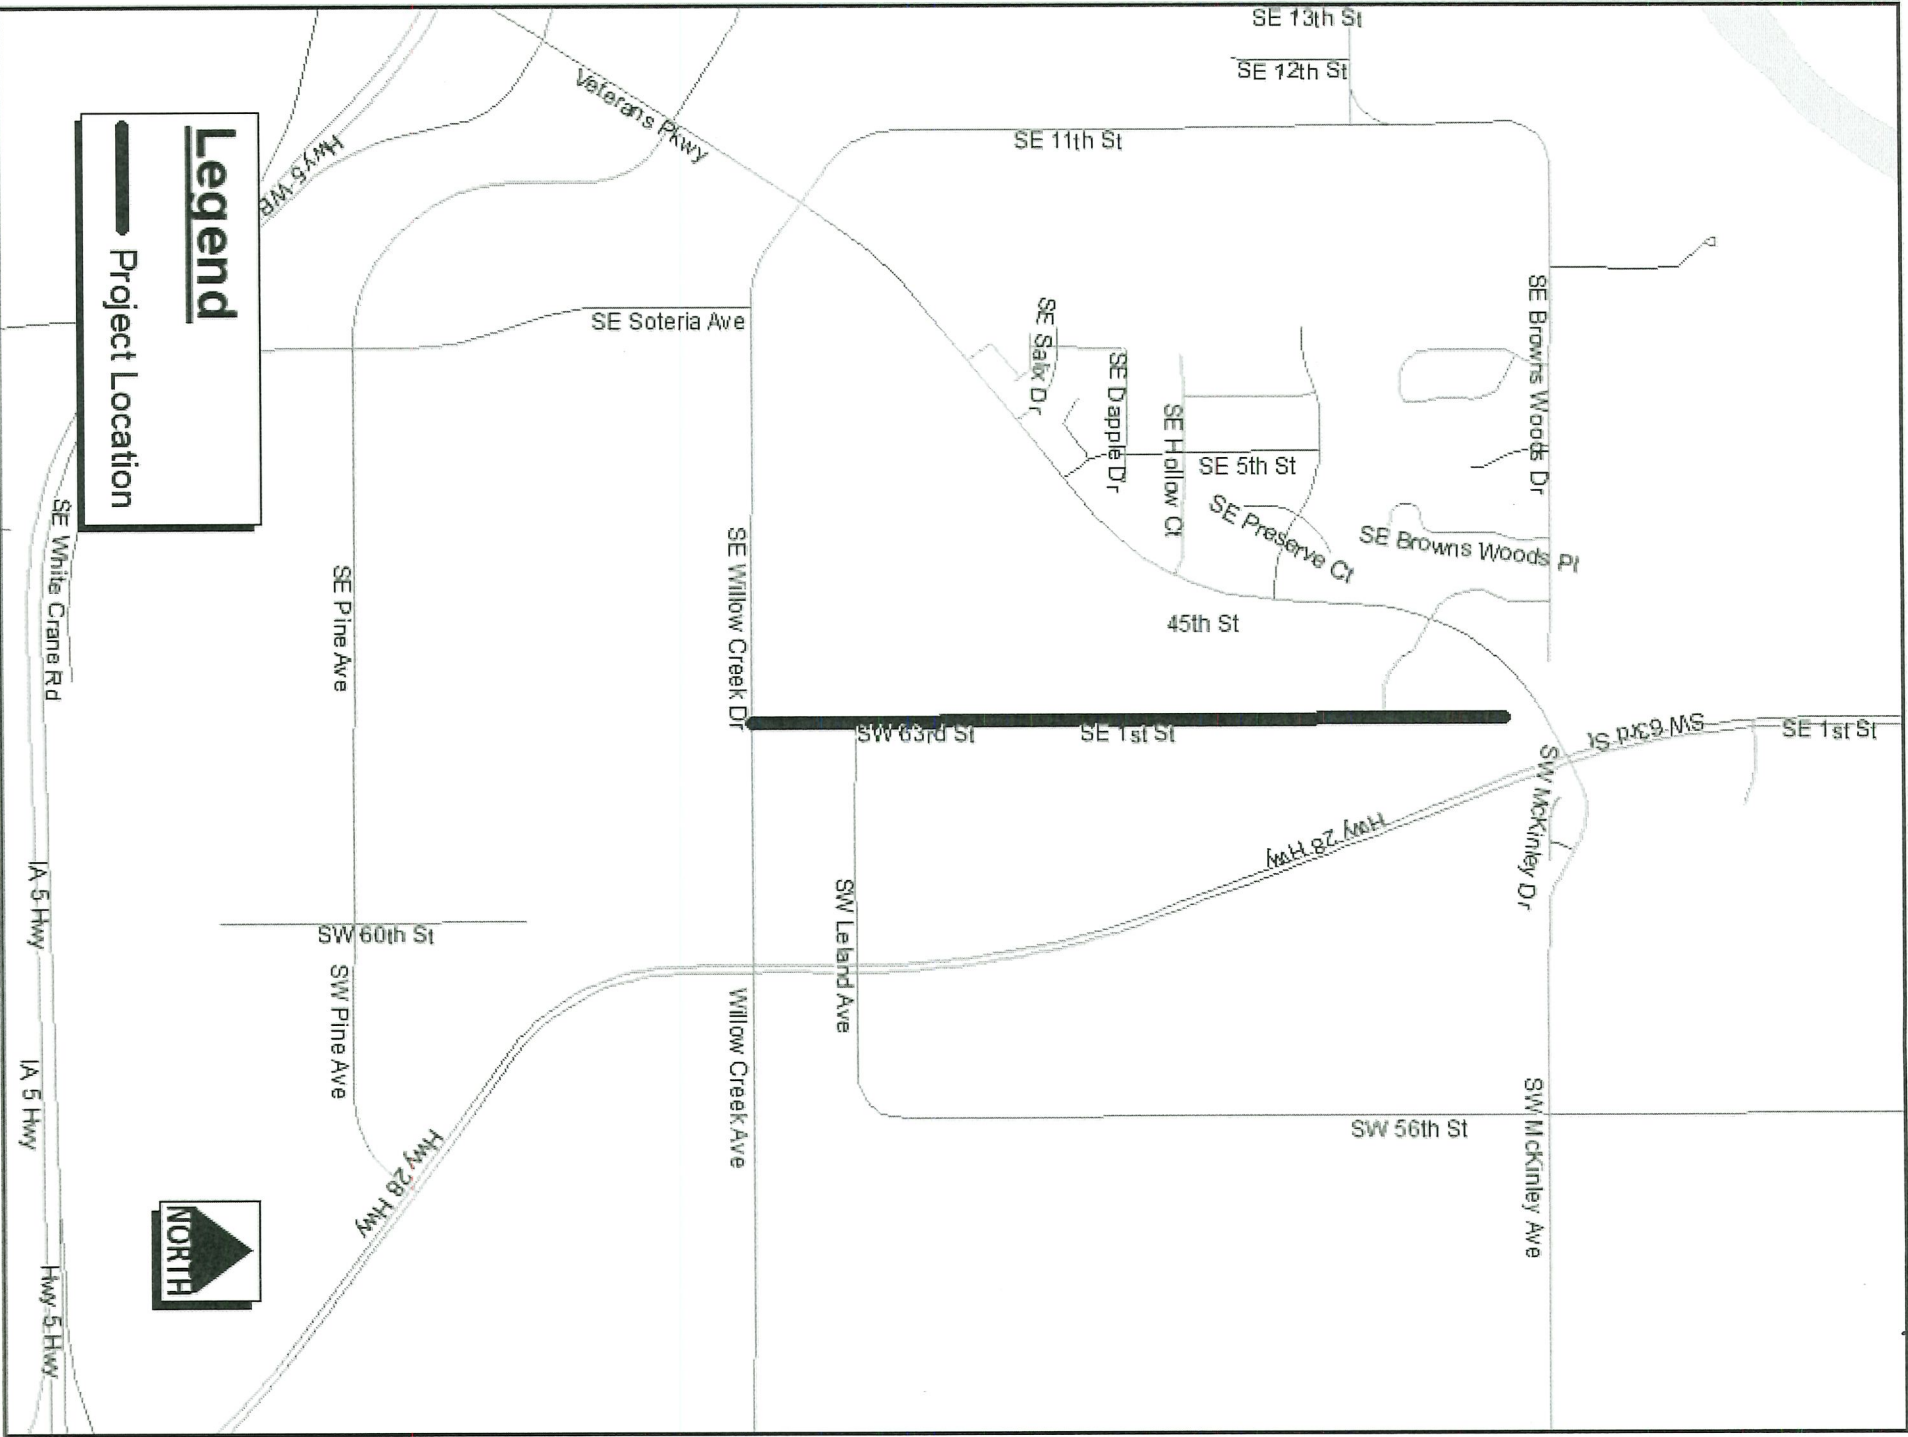 SE 13th St
SE 12th St
SE 11th St
Veterans Pkwy
Hwy 5 WB
Legend
Project Location
SE Soteria Ave
SE Salix Dr
SE Dapple Dr
SE Hollow Ct
SE 5th St
SE Preserve Ct
SE Browns Woods Dr
SE Browns Woods Pt
45th St
SE White Crane Rd
SE Pine Ave
SE Willow Creek Dr
SW 63rd St
SE 1st St
SW 63rd St
SE 1st St
SW McKinley Dr
Hwy 28 Hwy
SW Leland Ave
SW 60th St
IA 5 Hwy
SW Pine Ave
Willow Creek Ave
SW 56th St
SW McKinley Ave
IA 5 Hwy
Hwy 28 Hwy
NORTH
Hwy 5 Hwy